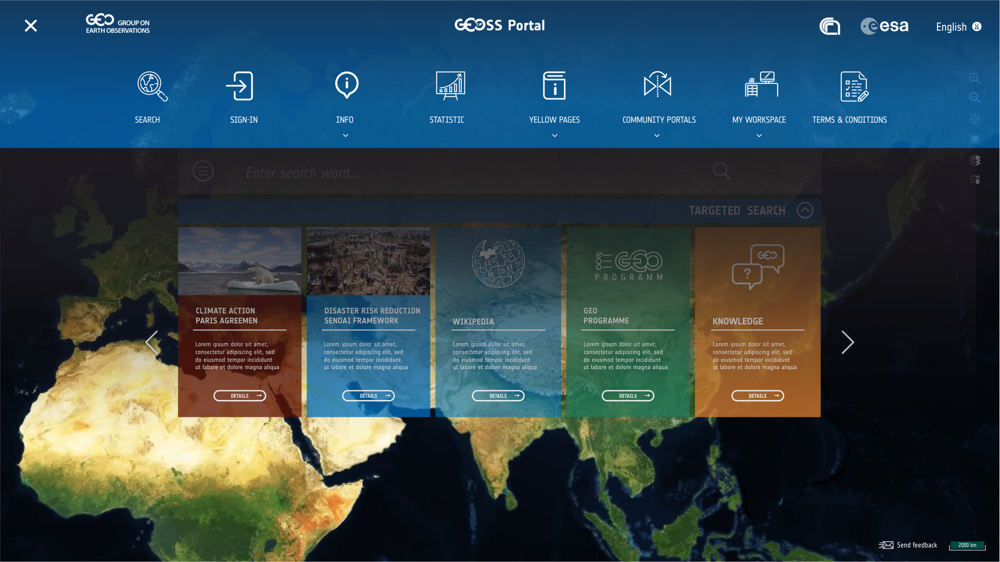 GEO GROUP ON
EARTH OBSERVATIONS
GEOSS Portal
esa
English
SEARCH
SIGN-IN
INFO
STATISTIC
YELLOW PAGES
COMMUNITY PORTALS
MY WORKSPACE
TERMS & CONDITIONS
Enter search word...
TARGETED SEARCH
GEO
PROGRAMM
GEO
?
CLIMATE ACTION
PARIS AGREEMEN
DISASTER RISK REDUCTION
SENDAI FRAMEWORK
WIKIPEDIA
GEO
PROGRAMME
KNOWLEDGE
Lorem ipsum dolor sit amet,
consectetur adipiscing elit, sed
do eiusmod tempor incididunt
ut labore et dolore magna aliqua
Lorem ipsum dolor sit amet,
consectetur adipiscing elit, sed
do eiusmod tempor incididunt
ut labore et dolore magna aliqua
Lorem ipsum dolor sit amet,
consectetur adipiscing elit, sed
do eiusmod tempor incididunt
ut labore et dolore magna aliqua
Lorem ipsum dolor sit amet,
consectetur adipiscing elit, sed
do eiusmod tempor incididunt
ut labore et dolore magna aliqua
Lorem ipsum dolor sit amet,
consectetur adipiscing elit, sed
do eiusmod tempor incididunt
ut labore et dolore magna aliqua
DETAILS
DETAILS
DETAILS
DETAILS
DETAILS
Send feedback
2000 km